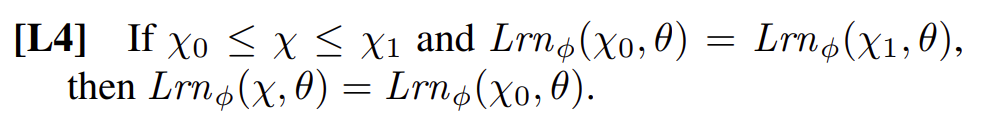 [L4] If χ₀ ≤ χ ≤ χ₁ and Lrn_ϕ(χ₀, θ) = Lrn_ϕ(χ₁, θ),
then Lrn_ϕ(χ, θ) = Lrn_ϕ(χ₀, θ).